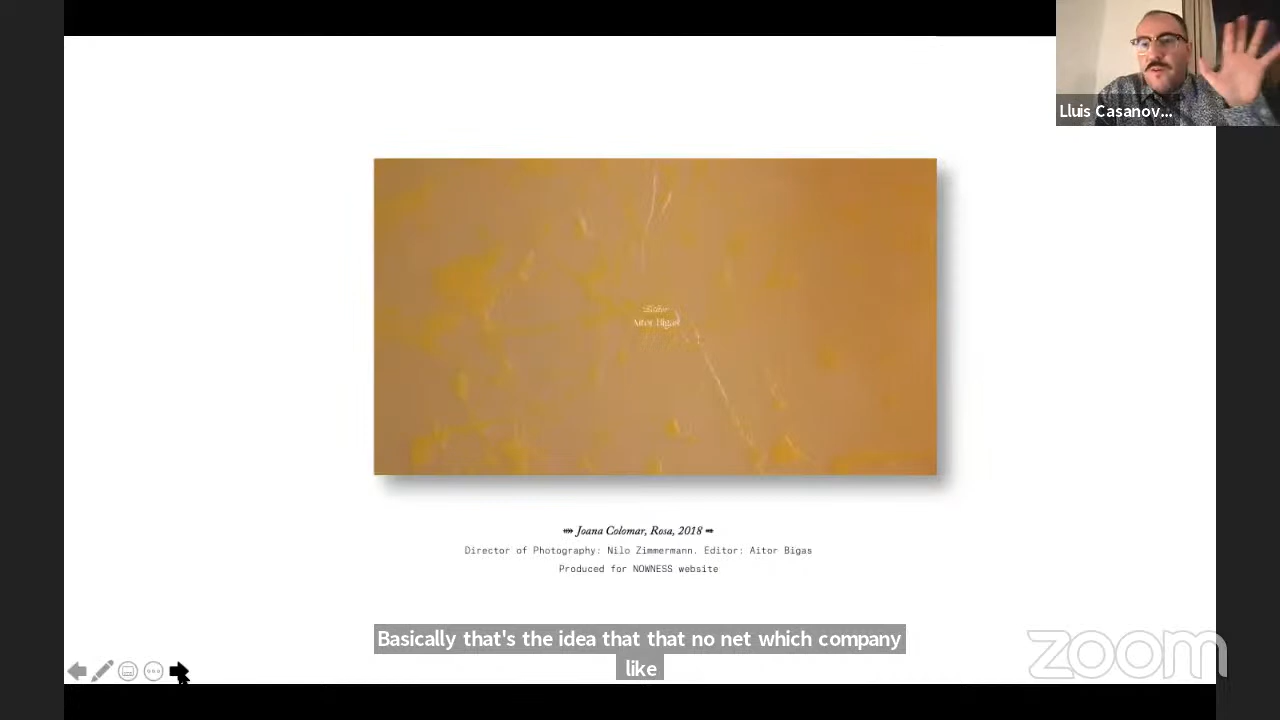 Lluis Casanov...
Editor
Aitor Bigas
Joana Colomar, Rosa, 2018
Director of Photography: Nilo Zimmermann. Editor: Aitor Bigas
Produced for NOWNESS website
Basically that's the idea that that no net which company
like
zoom